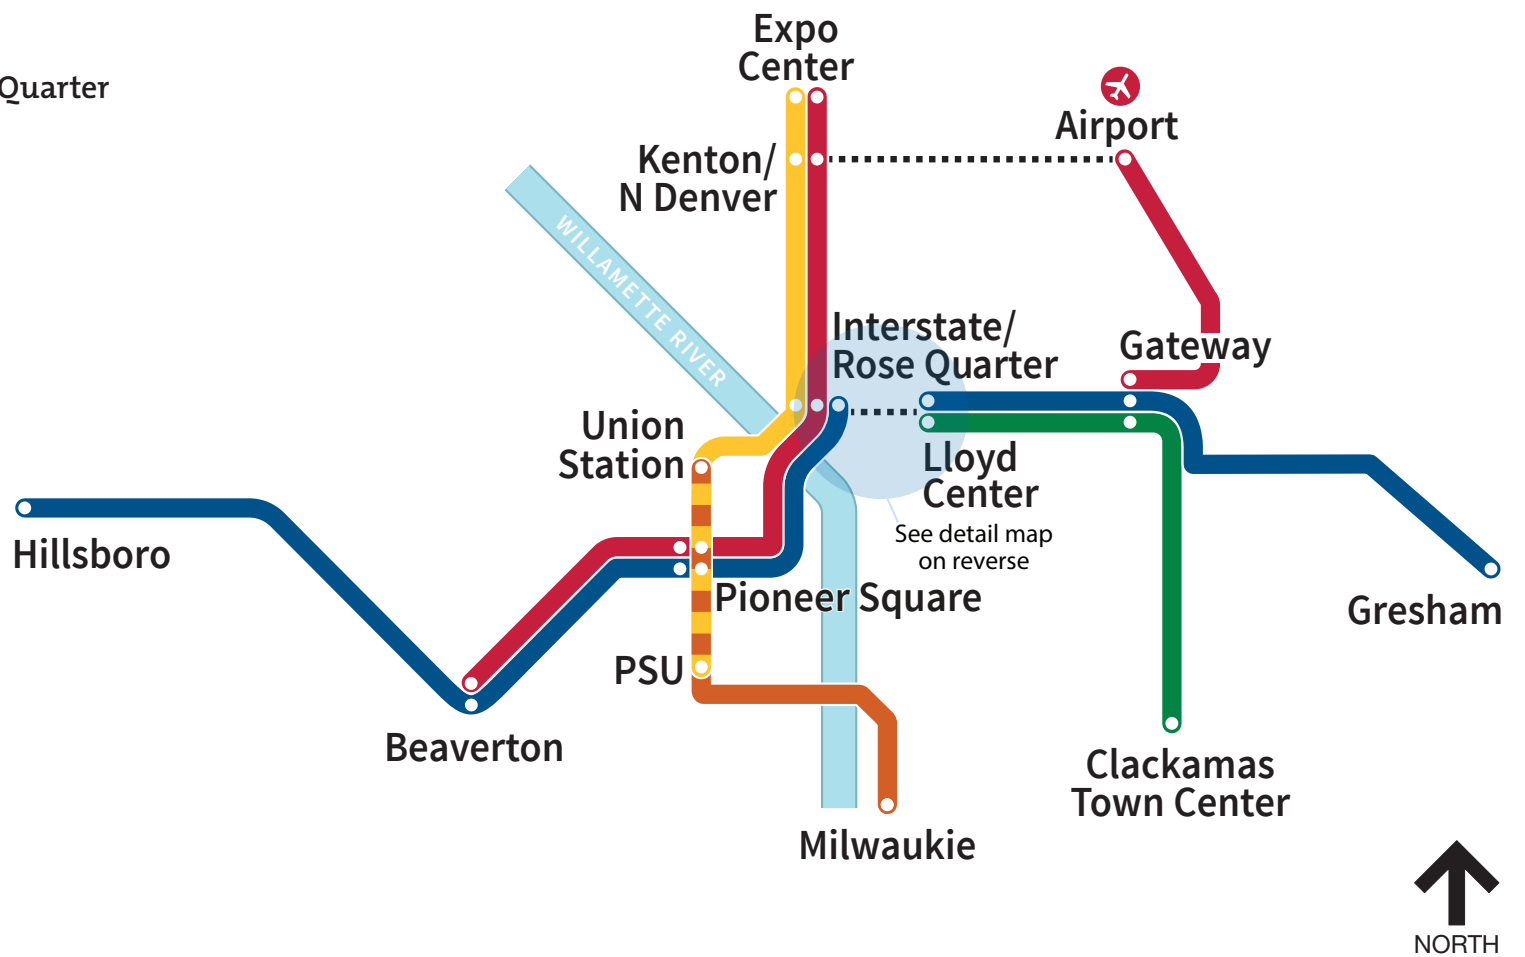 Expo
Center
Quarter
Airport
Kenton/
N Denver
WILLAMETTE RIVER
Interstate/
Rose Quarter
Gateway
Union
Station
Lloyd
Center
See detail map
on reverse
Hillsboro
Pioneer Square
Gresham
PSU
Beaverton
Clackamas
Town Center
Milwaukie
NORTH